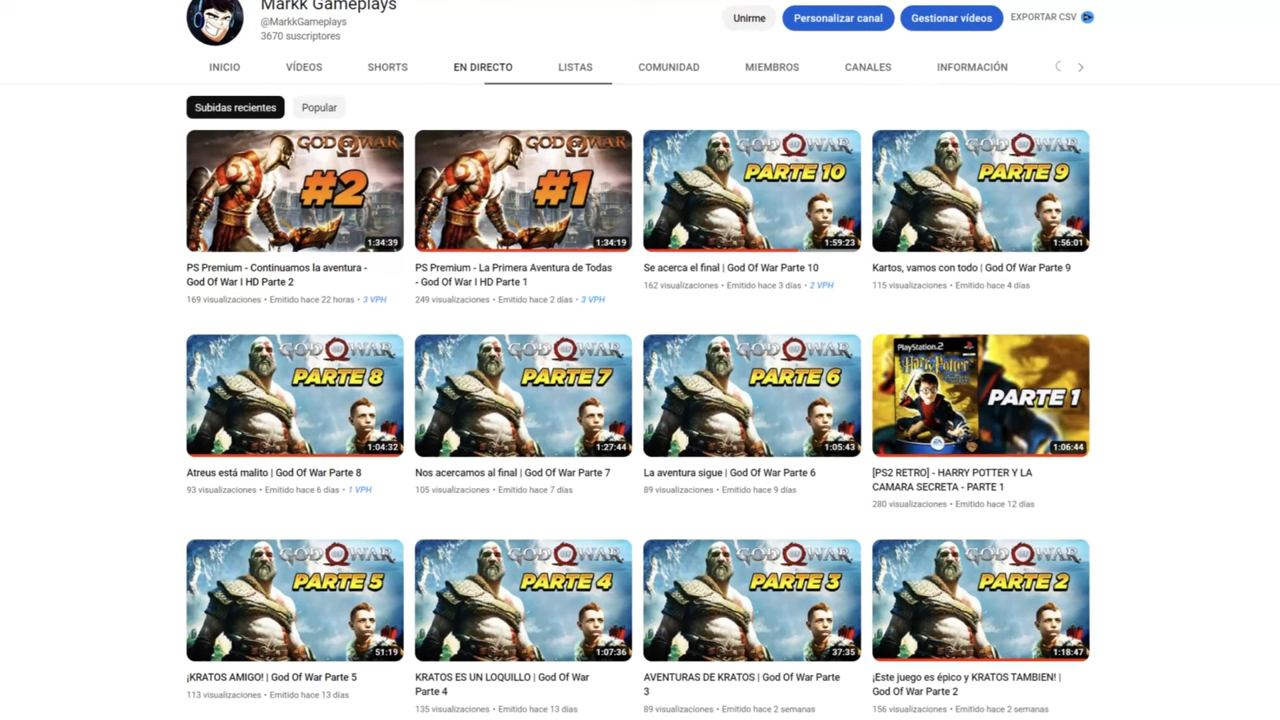 Markk Gameplays
@MarkkGameplays
3670 suscriptores
Unirme
Personalizar canal
Gestionar vídeos
EXPORTAR CSV
INICIO
VÍDEOS
SHORTS
EN DIRECTO
LISTAS
COMUNIDAD
MIEMBROS
CANALES
INFORMACIÓN
Subidas recientes
Popular
GOD OF WAR
#2
1:34:39
PS Premium - Continuamos la aventura -
God Of War I HD Parte 2
169 visualizaciones • Emitido hace 22 horas • 3 VPH
GOD OF WAR
#1
1:34:19
PS Premium - La Primera Aventura de Todas
- God Of War I HD Parte 1
249 visualizaciones • Emitido hace 2 días • 3 VPH
GOD OF WAR
PARTE 10
1:59:23
Se acerca el final | God Of War Parte 10
162 visualizaciones • Emitido hace 3 días • 2 VPH
GOD OF WAR
PARTE 9
1:56:01
Kartos, vamos con todo | God Of War Parte 9
115 visualizaciones • Emitido hace 4 días
GOD OF WAR
PARTE 8
1:04:32
Atreus está malito | God Of War Parte 8
93 visualizaciones • Emitido hace 6 días • 1 VPH
GOD OF WAR
PARTE 7
1:27:44
Nos acercamos al final | God Of War Parte 7
105 visualizaciones • Emitido hace 7 días
GOD OF WAR
PARTE 6
1:05:43
La aventura sigue | God Of War Parte 6
89 visualizaciones • Emitido hace 9 días
PlayStation.2
Harry Potter
EA
PARTE 1
1:06:44
[PS2 RETRO] - HARRY POTTER Y LA
CAMARA SECRETA - PARTE 1
280 visualizaciones • Emitido hace 12 días
GOD OF WAR
PARTE 5
51:19
¡KRATOS AMIGO! | God Of War Parte 5
113 visualizaciones • Emitido hace 13 días
GOD OF WAR
PARTE 4
1:07:36
KRATOS ES UN LOQUILLO | God Of War
Parte 4
135 visualizaciones • Emitido hace 13 días
GOD OF WAR
PARTE 3
37:35
AVENTURAS DE KRATOS | God Of War Parte
3
89 visualizaciones • Emitido hace 2 semanas
GOD OF WAR
PARTE 2
1:18:47
¡Este juego es épico y KRATOS TAMBIEN! |
God Of War Parte 2
156 visualizaciones • Emitido hace 2 semanas